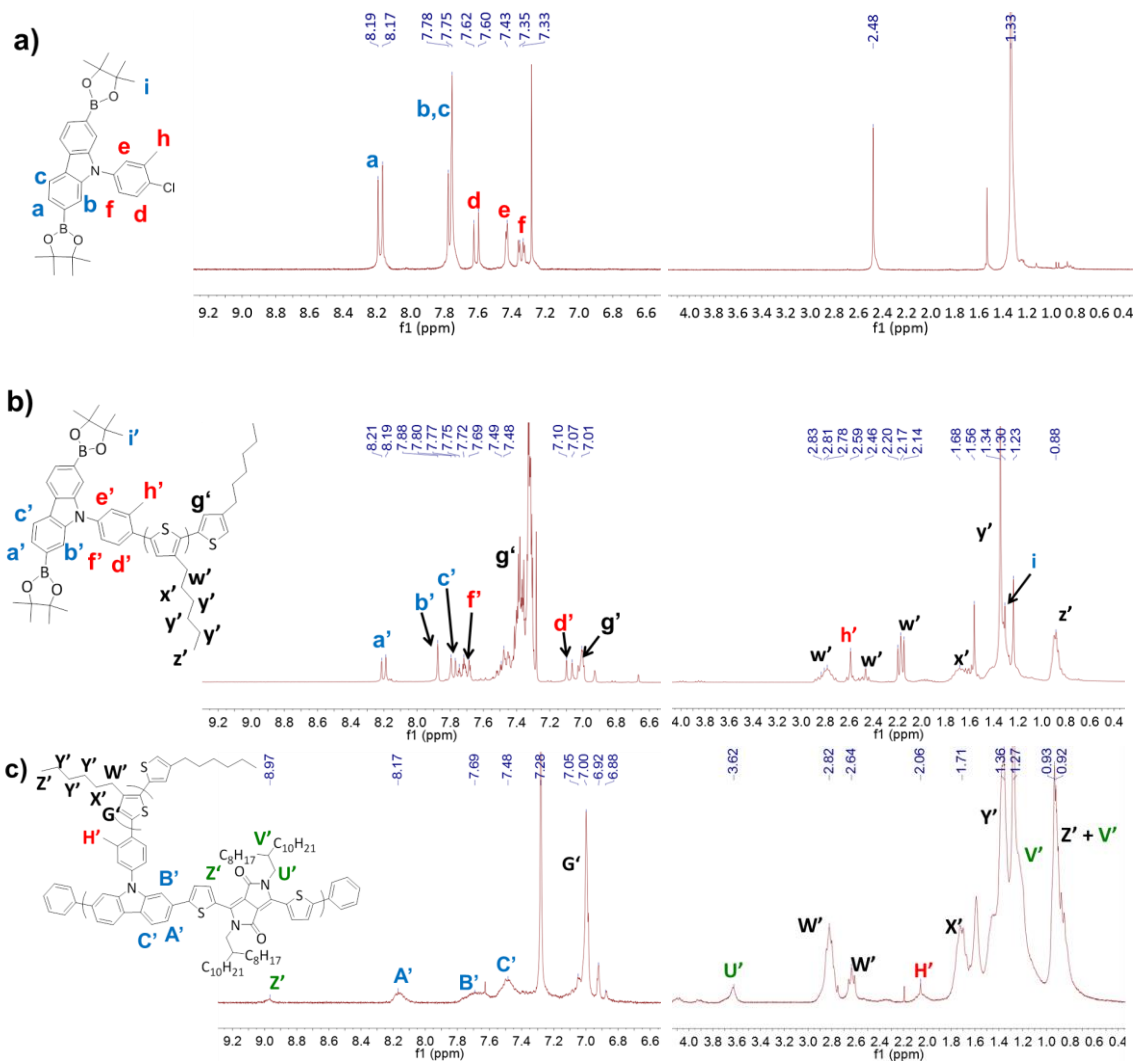 a)
8.19
8.17
7.78
7.75
7.62
7.60
7.43
7.35
7.33
2.48
1.33
i
O
B
O
h
e
N
Cl
c
a
b
f
d
O
B
O
a
b,c
d
e
f
9.2 9.0 8.8 8.6 8.4 8.2 8.0 7.8 7.6 7.4 7.2 7.0 6.8 6.6
f1 (ppm)
4.0 3.8 3.6 3.4 3.2 3.0 2.8 2.6 2.4 2.2 2.0 1.8 1.6 1.4 1.2 1.0 0.8 0.6 0.4
f1 (ppm)
b)
8.21
8.19
7.88
7.80
7.77
7.75
7.72
7.69
7.49
7.48
7.10
7.07
7.01
2.83
2.81
2.78
2.59
2.46
2.20
2.17
2.14
1.68
1.56
1.34
1.30
1.23
0.88
i'
O
B
O
e'
h'
g'
N
S
S
c'
a'
b'
f'
d'
w'
x'
y'
y'
y'
z'
O
B
O
a'
b'
c'
f'
g'
d'
g'
w'
h'
w'
x'
y'
i
z'
9.0 8.8 8.6 8.4 8.2 8.0 7.8 7.6 7.4 7.2 7.0 6.8 6.6
f1 (ppm)
4.0 3.8 3.6 3.4 3.2 3.0 2.8 2.6 2.4 2.2 2.0 1.8 1.6 1.4 1.2 1.0 0.8 0.6 0.4
f1 (ppm)
c)
8.97
8.17
7.69
7.48
7.28
7.05
7.00
6.92
6.88
3.62
2.82
2.64
2.06
1.71
1.36
1.27
0.93
0.92
Y'
Y'
W'
Z'
Y'
X'
S
S
G'
H'
V'
C8H17
C10H21
Z'
U'
B'
N
O
N
S
S
N
O
C'
A'
C8H17
C10H21
Z'
A'
B'
C'
G'
U'
W'
W'
H'
X'
Y'
V'
Z' + V'
9.0 8.8 8.6 8.4 8.2 8.0 7.8 7.6 7.4 7.2 7.0 6.8 6.6
f1 (ppm)
4.0 3.8 3.6 3.4 3.2 3.0 2.8 2.6 2.4 2.2 2.0 1.8 1.6 1.4 1.2 1.0 0.8 0.6 0.4
f1 (ppm)